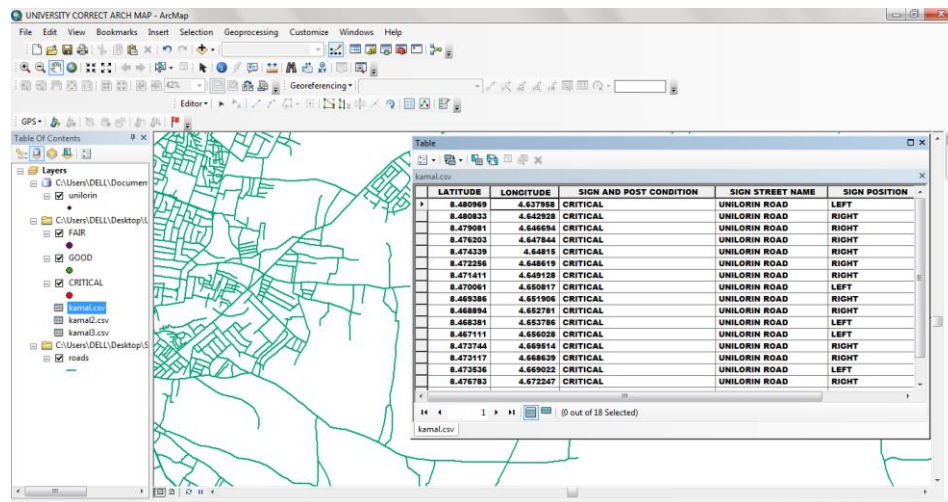 UNIVERSITY CORRECT ARCH MAP - ArcMap
File Edit View Bookmarks Insert Selection Geoprocessing Customize Windows Help
42% Georeferencing
Editor
GPS
Table Of Contents
Layers
C:\Users\DELL\Documen
unilorin
C:\Users\DELL\Desktop\L
FAIR
GOOD
CRITICAL
kamal.csv
kamal2.csv
kamal3.csv
C:\Users\DELL\Desktop\S
roads
Table
kamal.csv
LATITUDE LONGITUDE SIGN AND POST CONDITION SIGN STREET NAME SIGN POSITION
8.480969 4.637958 CRITICAL UNILORIN ROAD LEFT
8.480833 4.642928 CRITICAL UNILORIN ROAD RIGHT
8.479081 4.646694 CRITICAL UNILORIN ROAD RIGHT
8.476203 4.647844 CRITICAL UNILORIN ROAD RIGHT
8.474339 4.64815 CRITICAL UNILORIN ROAD RIGHT
8.472256 4.648619 CRITICAL UNILORIN ROAD RIGHT
8.471411 4.649128 CRITICAL UNILORIN ROAD RIGHT
8.470061 4.650817 CRITICAL UNILORIN ROAD LEFT
8.469386 4.651906 CRITICAL UNILORIN ROAD RIGHT
8.468894 4.652781 CRITICAL UNILORIN ROAD RIGHT
8.468381 4.653786 CRITICAL UNILORIN ROAD LEFT
8.467111 4.656028 CRITICAL UNILORIN ROAD LEFT
8.473744 4.669514 CRITICAL UNILORIN ROAD RIGHT
8.473117 4.668639 CRITICAL UNILORIN ROAD RIGHT
8.473536 4.669022 CRITICAL UNILORIN ROAD LEFT
8.476783 4.672247 CRITICAL UNILORIN ROAD RIGHT
1 (0 out of 18 Selected)
kamal.csv